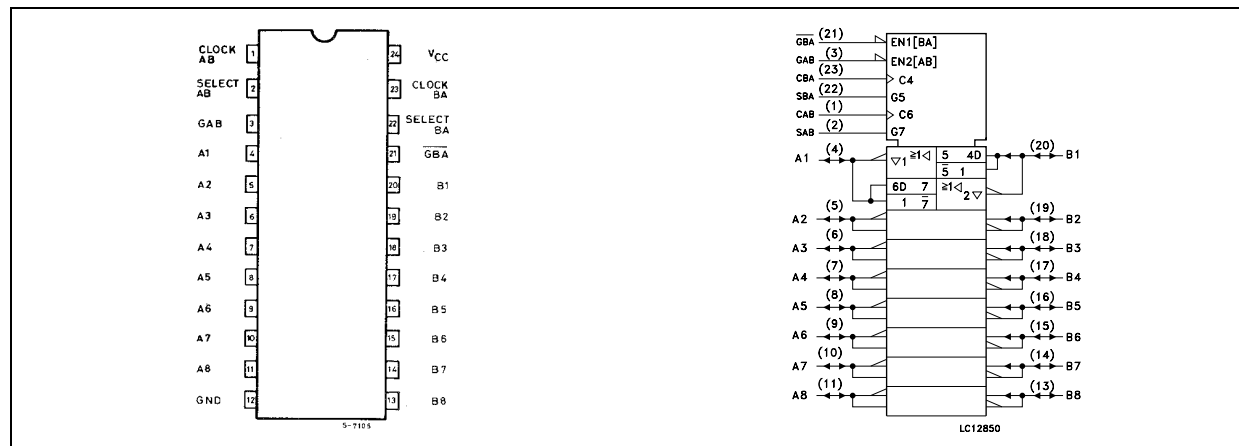 CLOCK AB 1 24 VCC
SELECT AB 2 23 CLOCK BA
GAB 3 22 SELECT BA
A1 4 21 GBA
A2 5 20 B1
A3 6 19 B2
A4 7 18 B3
A5 8 17 B4
A6 9 16 B5
A7 10 15 B6
A8 11 14 B7
GND 12 13 B8
S-7105
GBA (21) EN1[BA]
GAB (3) EN2[AB]
CBA (23) C4
SBA (22) G5
CAB (1) C6
SAB (2) G7
A1 (4) ▽1 ≥1◁ 5 4D (20) B1
5 1
6D 7 ≥1◁ 2▽
1 7
A2 (5) (19) B2
A3 (6) (18) B3
A4 (7) (17) B4
A5 (8) (16) B5
A6 (9) (15) B6
A7 (10) (14) B7
A8 (11) (13) B8
LC12850